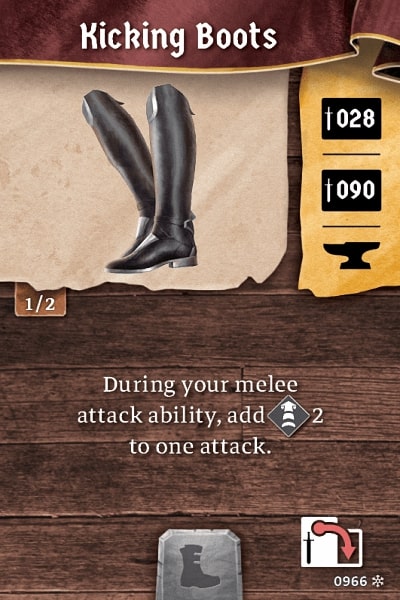 Kicking Boots
028
090
1/2
During your melee
attack ability, add 2
to one attack.
0966